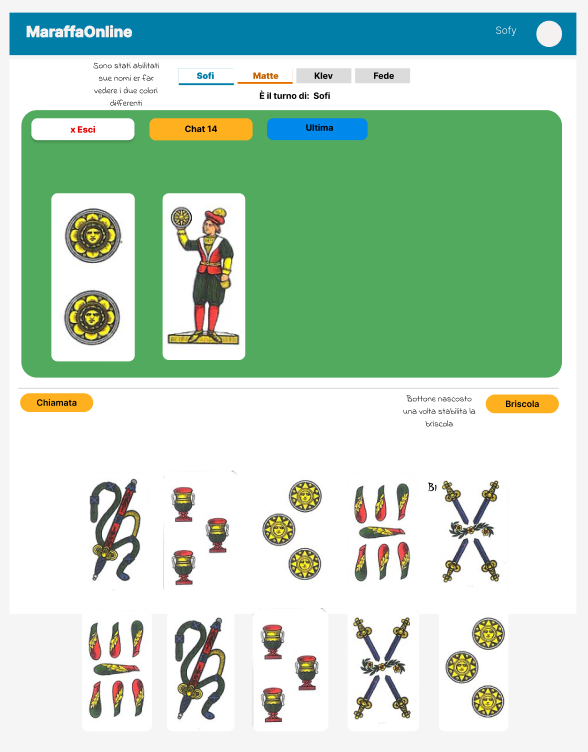 MaraffaOnline
Sofy
Sono stati abilitati
sue nomi er far
vedere i due colori
differenti
Sofi
Matte
Klev
Fede
È il turno di: Sofi
x Esci
Chat 14
Ultima
Chiamata
Bottone nascosto
una volta stabilita la
briscola
Briscola